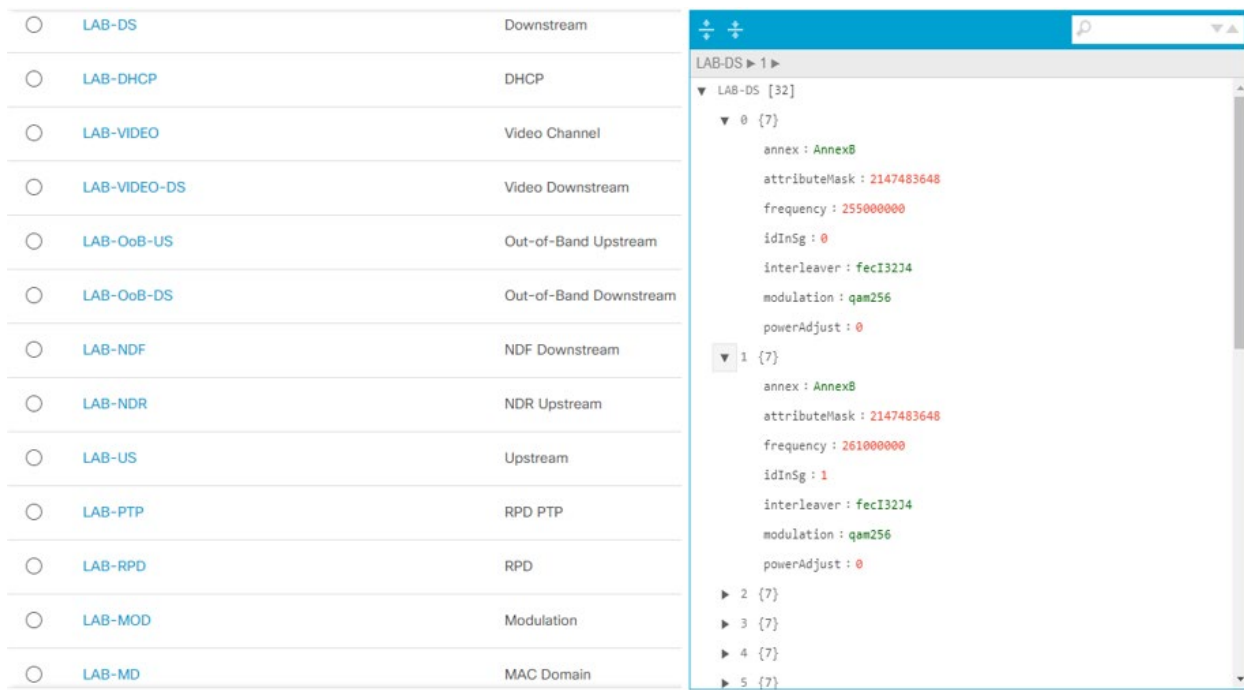 LAB-DS Downstream
LAB-DHCP DHCP
LAB-VIDEO Video Channel
LAB-VIDEO-DS Video Downstream
LAB-OoB-US Out-of-Band Upstream
LAB-OoB-DS Out-of-Band Downstream
LAB-NDF NDF Downstream
LAB-NDR NDR Upstream
LAB-US Upstream
LAB-PTP RPD PTP
LAB-RPD RPD
LAB-MOD Modulation
LAB-MD MAC Domain
LAB-DS ▶ 1 ▶
▼ LAB-DS [32]
▼ 0 {7}
annex : AnnexB
attributeMask : 2147483648
frequency : 255000000
idInSg : 0
interleaver : fecI32J4
modulation : qam256
powerAdjust : 0
▼ 1 {7}
annex : AnnexB
attributeMask : 2147483648
frequency : 261000000
idInSg : 1
interleaver : fecI32J4
modulation : qam256
powerAdjust : 0
▶ 2 {7}
▶ 3 {7}
▶ 4 {7}
▶ 5 {7}